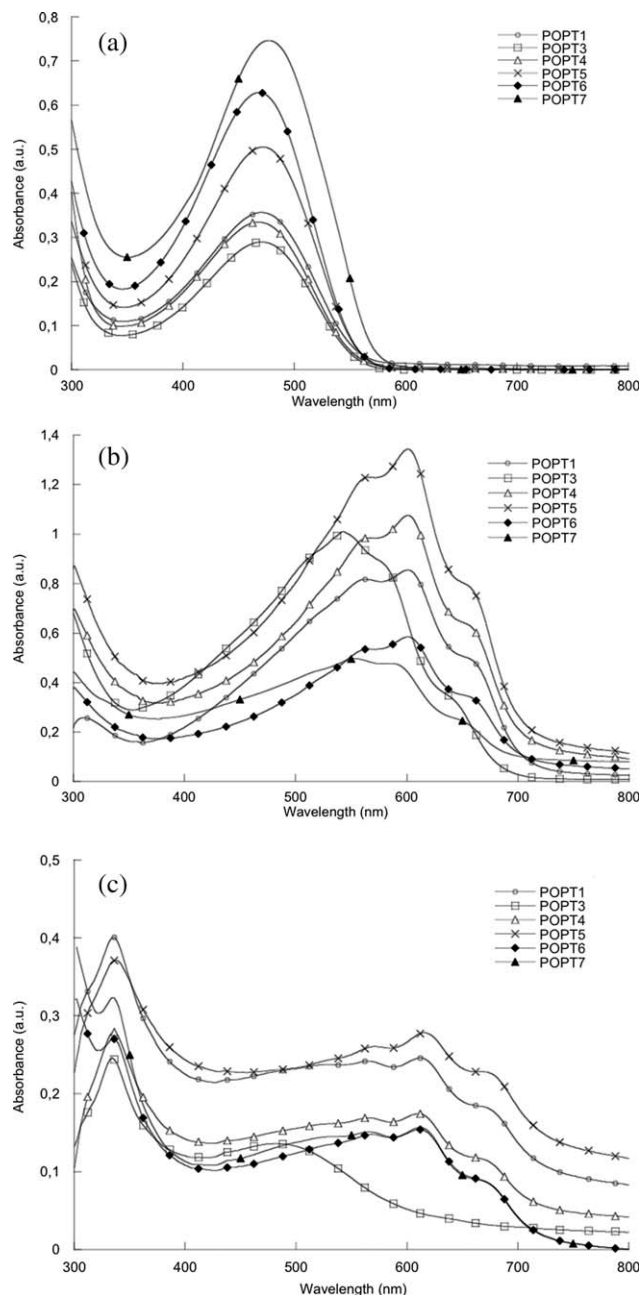 (a)
POPT1
POPT3
POPT4
POPT5
POPT6
POPT7
Absorbance (a.u.)
0,8
0,7
0,6
0,5
0,4
0,3
0,2
0,1
0
300 400 500 600 700 800
Wavelength (nm)
(b)
POPT1
POPT3
POPT4
POPT5
POPT6
POPT7
Absorbance (a.u.)
1,4
1,2
1
0,8
0,6
0,4
0,2
0
300 400 500 600 700 800
Wavelength (nm)
(c)
POPT1
POPT3
POPT4
POPT5
POPT6
POPT7
Absorbance (a.u.)
0,5
0,4
0,3
0,2
0,1
0
300 400 500 600 700 800
Wavelength (nm)